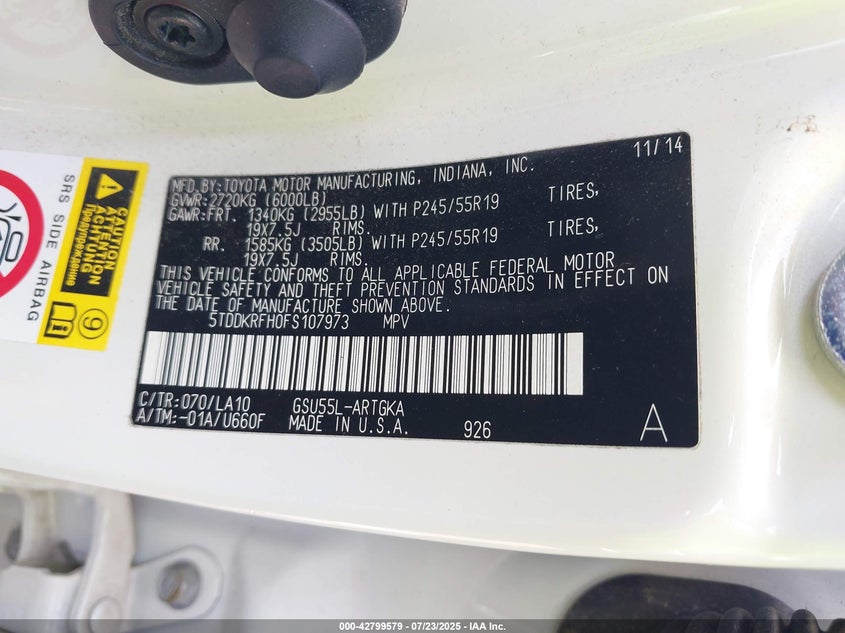 MFD.BY:TOYOTA MOTOR MANUFACTURING, INDIANA, INC. 11/14
GVWR:2720KG (6000LB)
GAWR:FRT. 1340KG (2955LB) WITH P245/55R19 TIRES,
19X7.5J RIMS.
RR. 1585KG (3505LB) WITH P245/55R19 TIRES,
19X7.5J RIMS.
THIS VEHICLE CONFORMS TO ALL APPLICABLE FEDERAL MOTOR
VEHICLE SAFETY AND THEFT PREVENTION STANDARDS IN EFFECT ON
THE DATE OF MANUFACTURE SHOWN ABOVE.
5TDDKRFH0FS107973 MPV
C/TR:070/LA10 GSU55L-ARTGKA
A/TM:-01A/U660F MADE IN U.S.A. 926 A
SRS SIDE AIRBAG
CAUTION
ATTENTION
ACHTUNG
Предупреждение
9
000-42799579 - 07/23/2025 - IAA Inc.